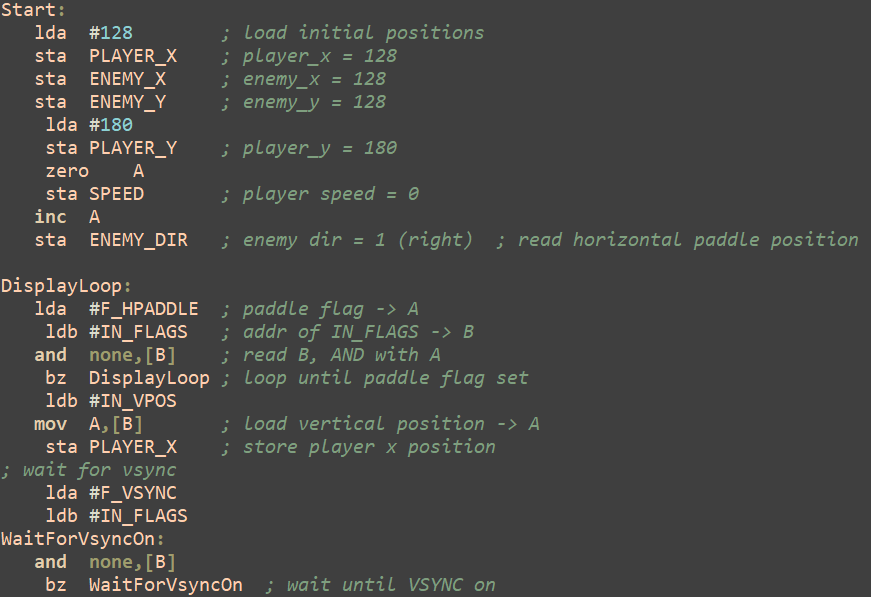 Start:
lda #128 ; load initial positions
sta PLAYER_X ; player_x = 128
sta ENEMY_X ; enemy_x = 128
sta ENEMY_Y ; enemy_y = 128
lda #180
sta PLAYER_Y ; player_y = 180
zero A
sta SPEED ; player speed = 0
inc A
sta ENEMY_DIR ; enemy dir = 1 (right) ; read horizontal paddle position
DisplayLoop:
lda #F_HPADDLE ; paddle flag -> A
ldb #IN_FLAGS ; addr of IN_FLAGS -> B
and none,[B] ; read B, AND with A
bz DisplayLoop ; loop until paddle flag set
ldb #IN_VPOS
mov A,[B] ; load vertical position -> A
sta PLAYER_X ; store player x position
; wait for vsync
lda #F_VSYNC
ldb #IN_FLAGS
WaitForVsyncOn:
and none,[B]
bz WaitForVsyncOn ; wait until VSYNC on